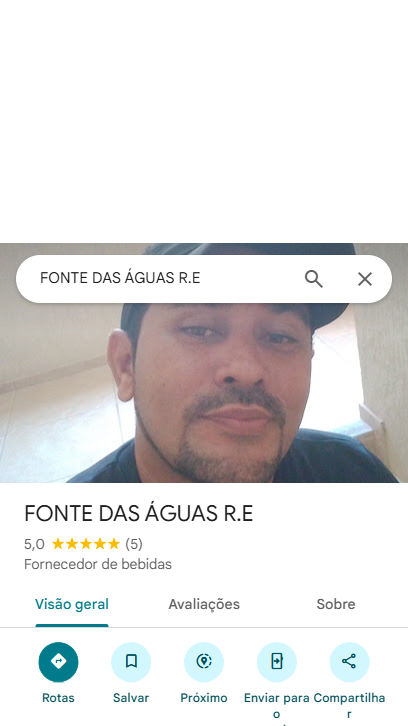 FONTE DAS ÁGUAS R.E
FONTE DAS ÁGUAS R.E
5,0 ★★★★★ (5)
Fornecedor de bebidas
Visão geral Avaliações Sobre
Rotas Salvar Próximo Enviar para o Compartilhar